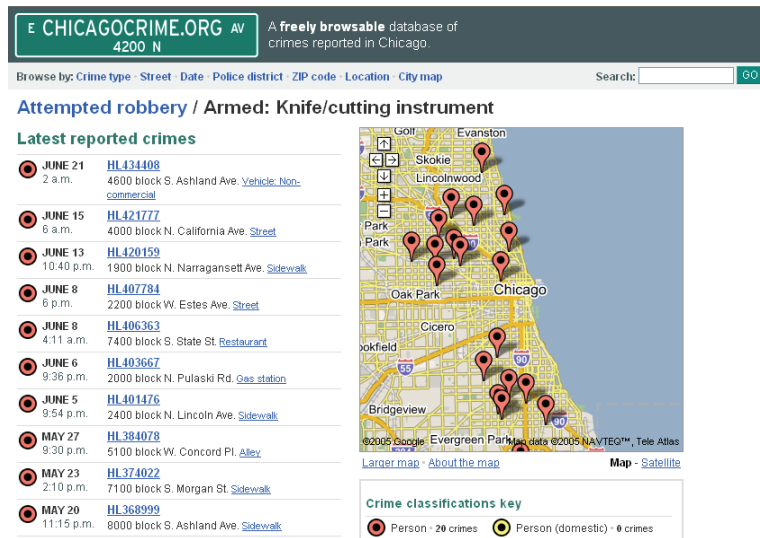 E CHICAGOCRIME.ORG AV
4200 N
A freely browsable database of
crimes reported in Chicago.
Browse by: Crime type · Street · Date · Police district · ZIP code · Location · City map
Search:
GO
Attempted robbery / Armed: Knife/cutting instrument
Latest reported crimes
JUNE 21 HL434408
2 a.m. 4600 block S. Ashland Ave. Vehicle: Non-
commercial
JUNE 15 HL421777
6 a.m. 4000 block N. California Ave. Street
JUNE 13 HL420159
10:40 p.m. 1900 block N. Narragansett Ave. Sidewalk
JUNE 8 HL407784
6 p.m. 2200 block W. Estes Ave. Street
JUNE 8 HL406363
4:11 a.m. 7400 block S. State St. Restaurant
JUNE 6 HL403667
9:36 p.m. 2000 block N. Pulaski Rd. Gas station
JUNE 5 HL401476
9:54 p.m. 2400 block N. Lincoln Ave. Sidewalk
MAY 27 HL384078
9:30 p.m. 5100 block W. Concord Pl. Alley
MAY 23 HL374022
2:10 p.m. 7100 block S. Morgan St. Sidewalk
MAY 20 HL368999
11:15 p.m. 8000 block S. Ashland Ave. Sidewalk
Golf
Evanston
Skokie
Lincolnwood
Park
Park
Oak Park
Chicago
Cicero
ookfield
55
90
Bridgeview
90
Evergreen Park
©2005 Google
Map data ©2005 NAVTEQ™, Tele Atlas
Larger map · About the map
Map - Satellite
Crime classifications key
Person · 20 crimes
Person (domestic) · 0 crimes